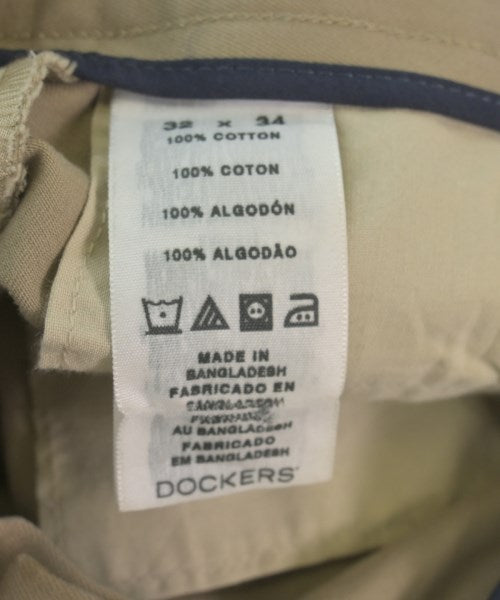 32 x 34
100% COTTON
100% COTON
100% ALGODÓN
100% ALGODÃO
MADE IN
BANGLADESH
FABRICADO EN
BANGLADESH
AU BANGLADESH
FABRICADO
EM BANGLADESH
DOCKERS